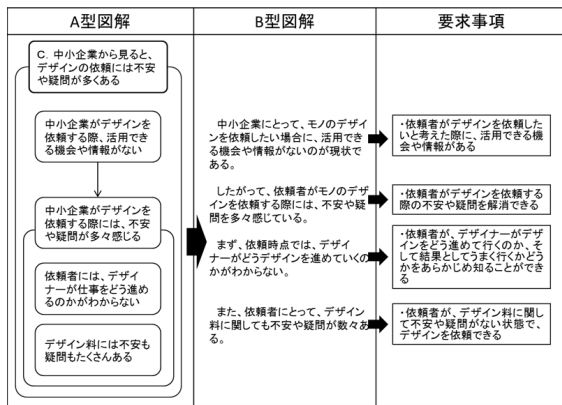 A型図解
B型図解
要求事項
C. 中小企業から見ると、
デザインの依頼には不安
や疑問が多くある
中小企業がデザインを
依頼する際、活用できる
機会や情報がない
中小企業がデザインを
依頼する際には、不安
や疑問が多々感じる
依頼者には、デザイ
ナーが仕事をどう進め
るのかがわからない
デザイン料には不安も
疑問もたくさんある
中小企業にとって、モノのデザイ
ンを依頼したい場合に、活用でき
る機会や情報がないのが現状で
ある。
したがって、依頼者がモノのデザ
インを依頼する際には、不安や疑
問を多々感じている。
まず、依頼時点では、デザイ
ナーがどうデザインを進めていくの
かがわからない。
また、依頼者にとって、デザイン
料に関しても不安や疑問が数々あ
る。
・依頼者がデザインを依頼した
いと考えた際に、活用できる機
会や情報がある
・依頼者がデザインを依頼する
際の不安や疑問を解消できる
・依頼者が、デザイナーがデザ
インをどう進めて行くのか、そ
して結果としてうまく行くかどう
かをあらかじめ知ることができ
る
・依頼者が、デザイン料に関し
て不安や疑問がない状態で、
デザインを依頼できる